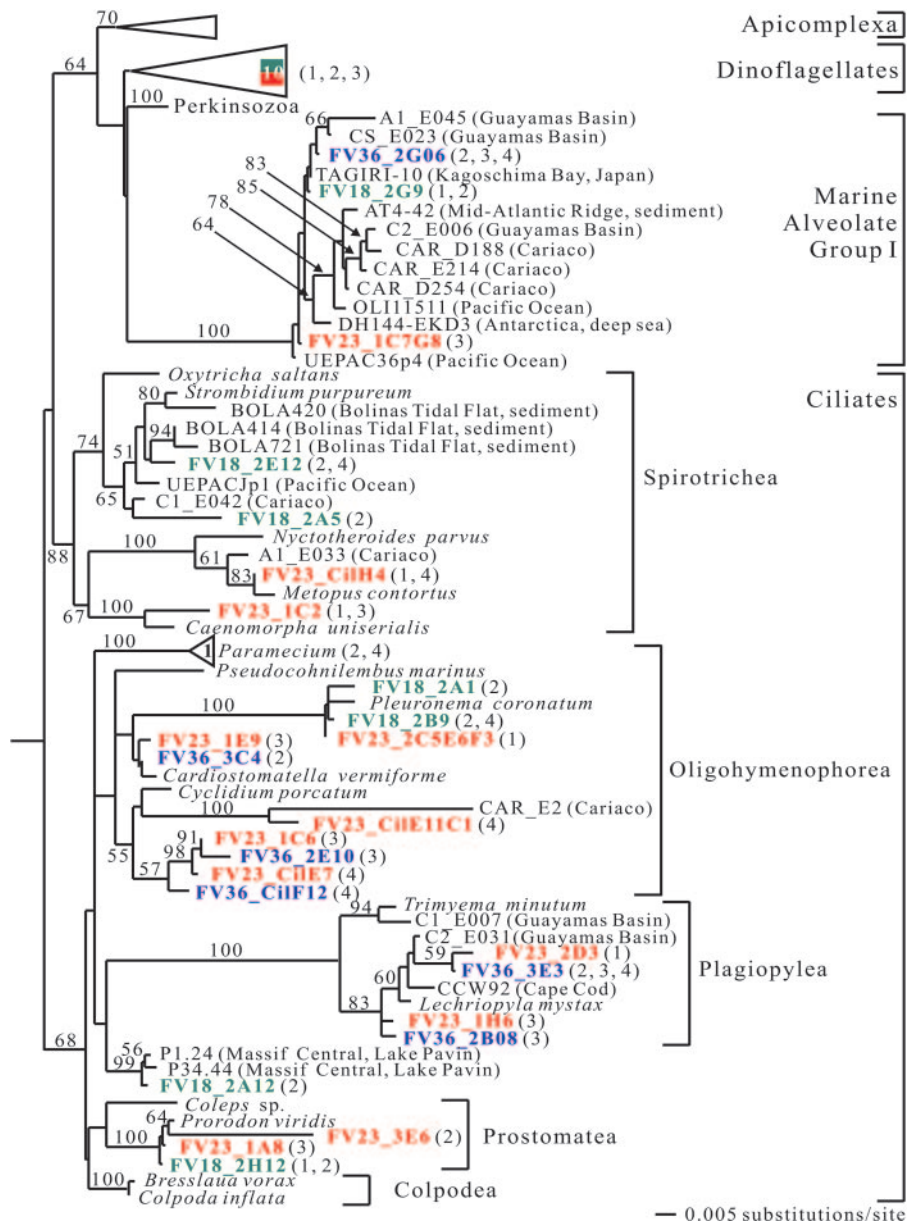 70
Apicomplexa
64
10 (1, 2, 3)
Dinoflagellates
100
Perkinsozoa
66
A1_E045 (Guayamas Basin)
CS_E023 (Guayamas Basin)
83
FV36_2G06 (2, 3, 4)
85
TAGIRI-10 (Kagoschima Bay, Japan)
78
FV18_2G9 (1, 2)
64
AT4-42 (Mid-Atlantic Ridge, sediment)
C2_E006 (Guayamas Basin)
CAR_D188 (Cariaco)
CAR_E214 (Cariaco)
CAR_D254 (Cariaco)
OLI11511 (Pacific Ocean)
DH144-EKD3 (Antarctica, deep sea)
100
FV23_1C7G8 (3)
UEPAC36p4 (Pacific Ocean)
Marine
Alveolate
Group I
Oxytricha saltans
Ciliates
80
Strombidium purpureum
BOLA420 (Bolinas Tidal Flat, sediment)
94
BOLA414 (Bolinas Tidal Flat, sediment)
74
51
BOLA721 (Bolinas Tidal Flat, sediment)
FV18_2E12 (2, 4)
Spirotrichea
UEPACJp1 (Pacific Ocean)
65
C1_E042 (Cariaco)
FV18_2A5 (2)
88
100
Nyctotheroides parvus
61
A1_E033 (Cariaco)
83
FV23_CilH4 (1, 4)
Metopus contortus
67
100
FV23_1C2 (1, 3)
Caenomorpha uniserialis
100
1
Paramecium (2, 4)
Pseudocohnilembus marinus
100
FV18_2A1 (2)
Pleuronema coronatum
FV18_2B9 (2, 4)
FV23_1E9 (3)
FV23_2C5E6F3 (1)
FV36_3C4 (2)
Oligohymenophorea
Cardiostomatella vermiforme
Cyclidium porcatum
100
CAR_E2 (Cariaco)
FV23_CilE11C1 (4)
55
91
FV23_1C6 (3)
98
FV36_2E10 (3)
57
FV23_CilE7 (4)
FV36_CilF12 (4)
94
Trimyema minutum
C1_E007 (Guayamas Basin)
100
C2_E031 (Guayamas Basin)
59
FV23_2D3 (1)
60
FV36_3E3 (2, 3, 4)
Plagiopylea
CCW92 (Cape Cod)
83
Lechriopyla mystax
FV23_1H6 (3)
FV36_2B08 (3)
68
56
P1.24 (Massif Central, Lake Pavin)
99
P34.44 (Massif Central, Lake Pavin)
FV18_2A12 (2)
Coleps sp.
64
Prorodon viridis
FV23_3E6 (2)
Prostomatea
100
FV23_1A8 (3)
FV18_2H12 (1, 2)
100
Bresslaua vorax
Colpoda inflata
Colpodea
0.005 substitutions/site